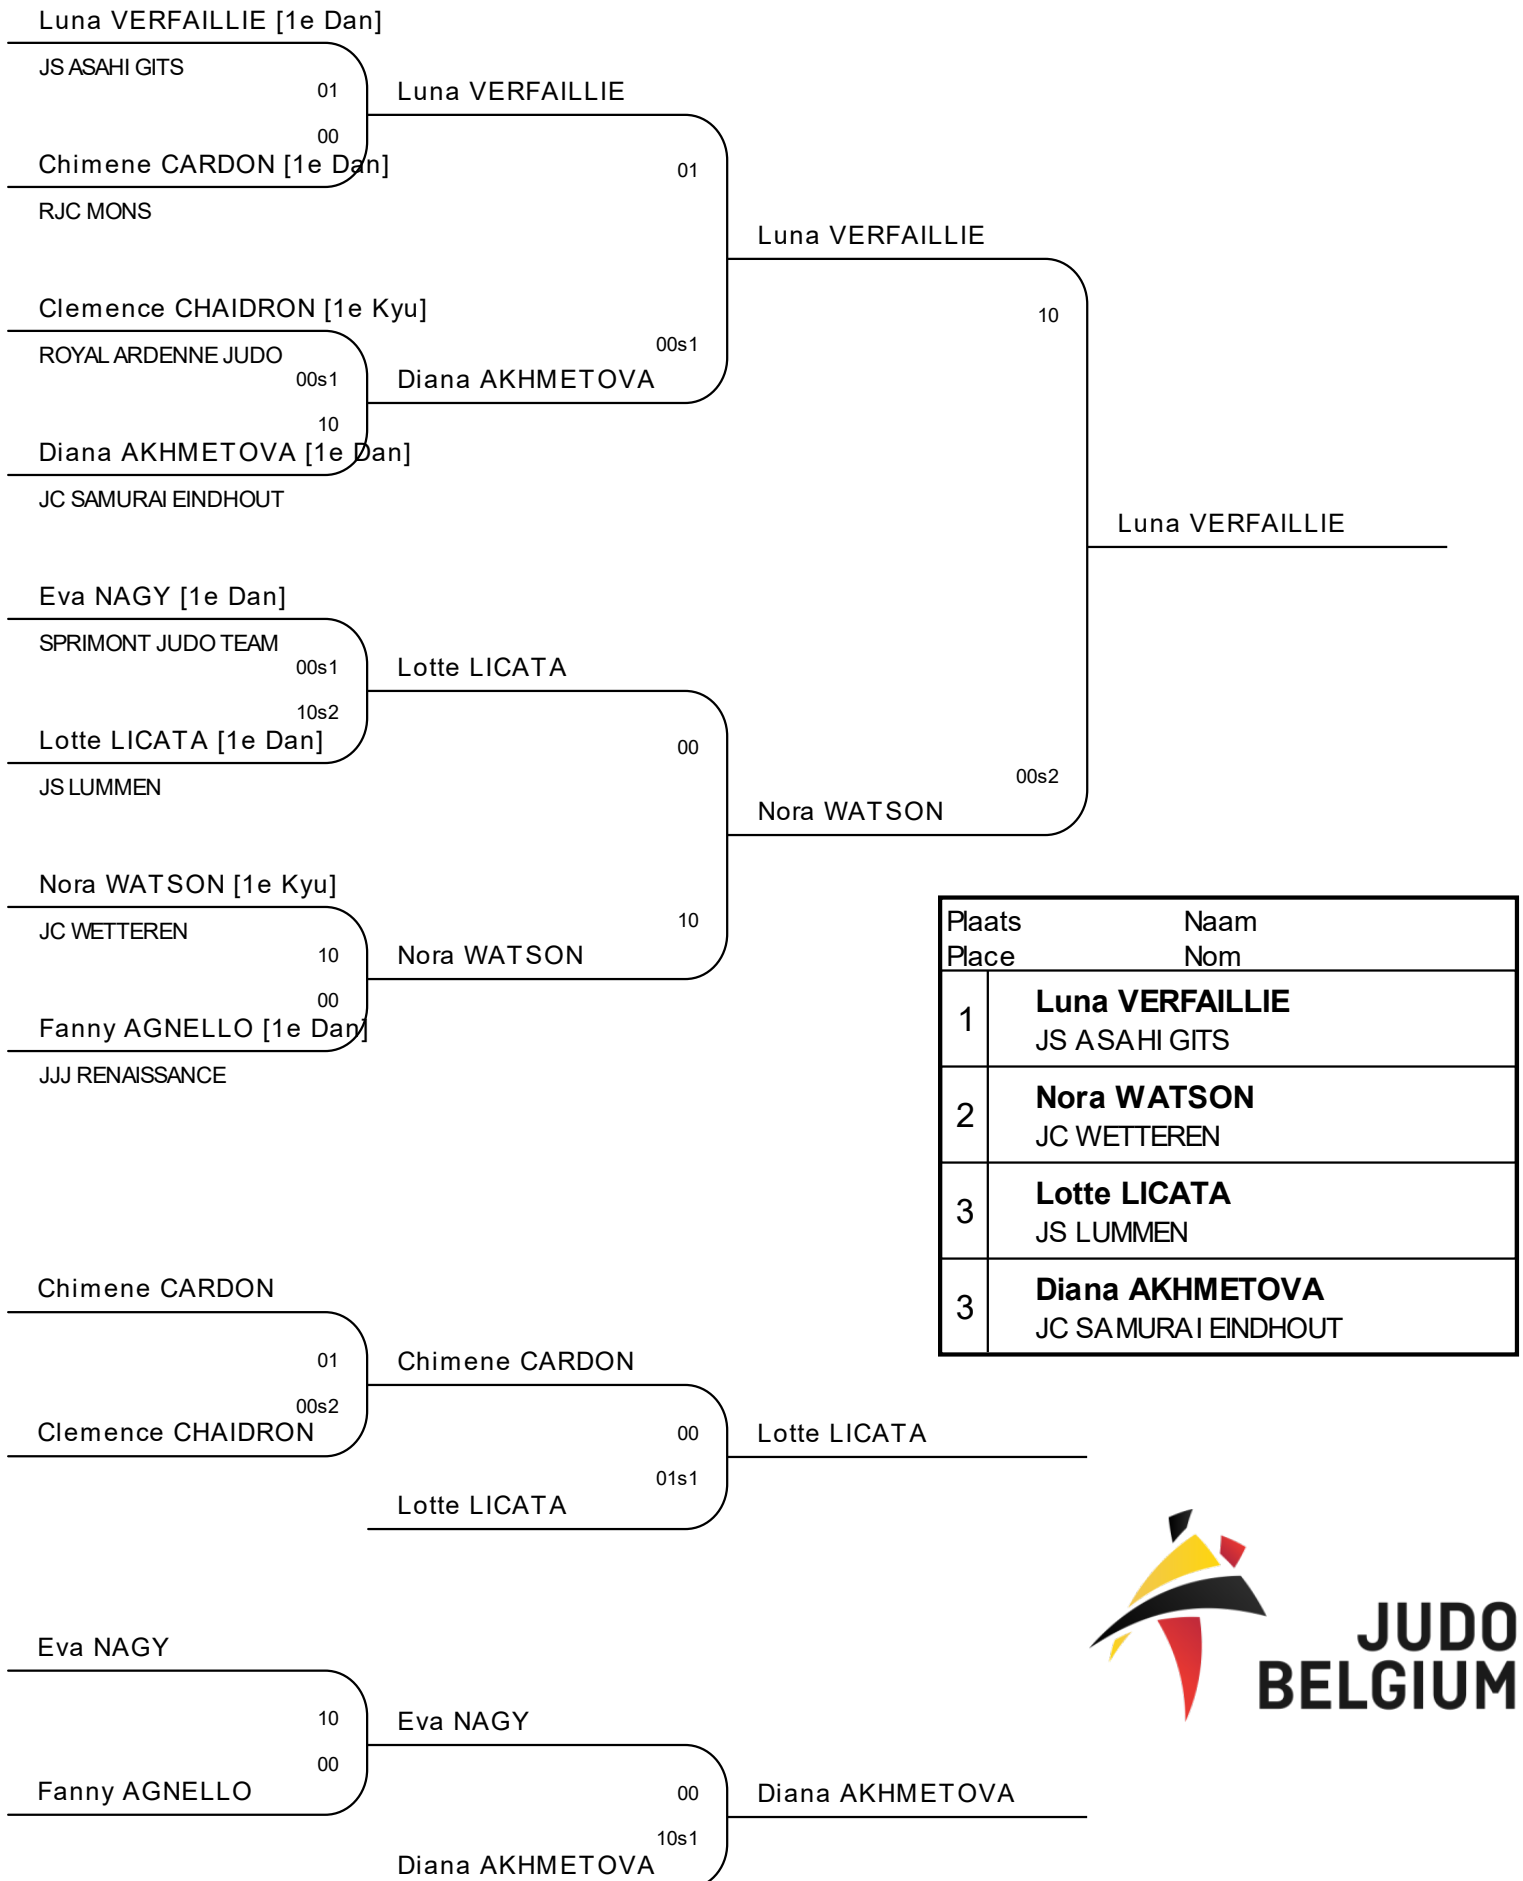 Luna VERFAILLIE [1e Dan]
JS ASAHI GITS
01
00
Chimene CARDON [1e Dan]
RJC MONS
Clemence CHAIDRON [1e Kyu]
ROYAL ARDENNE JUDO
00s1
10
Diana AKHMETOVA [1e Dan]
JC SAMURAI EINDHOUT
Eva NAGY [1e Dan]
SPRIMONT JUDO TEAM
00s1
10s2
Lotte LICATA [1e Dan]
JS LUMMEN
Nora WATSON [1e Kyu]
JC WETTEREN
10
00
Fanny AGNELLO [1e Dan]
JJJ RENAISSANCE
Luna VERFAILLIE
01
00s1
Diana AKHMETOVA
Lotte LICATA
00
10
Nora WATSON
Luna VERFAILLIE
10
00s2
Nora WATSON
Luna VERFAILLIE
Plaats Naam
Place Nom
1 Luna VERFAILLIE
JS ASAHI GITS
2 Nora WATSON
JC WETTEREN
3 Lotte LICATA
JS LUMMEN
3 Diana AKHMETOVA
JC SAMURAI EINDHOUT
Chimene CARDON
01
00s2
Clemence CHAIDRON
Chimene CARDON
00
01s1
Lotte LICATA
Lotte LICATA
Eva NAGY
10
00
Fanny AGNELLO
Eva NAGY
00
10s1
Diana AKHMETOVA
Diana AKHMETOVA
JUDO
BELGIUM